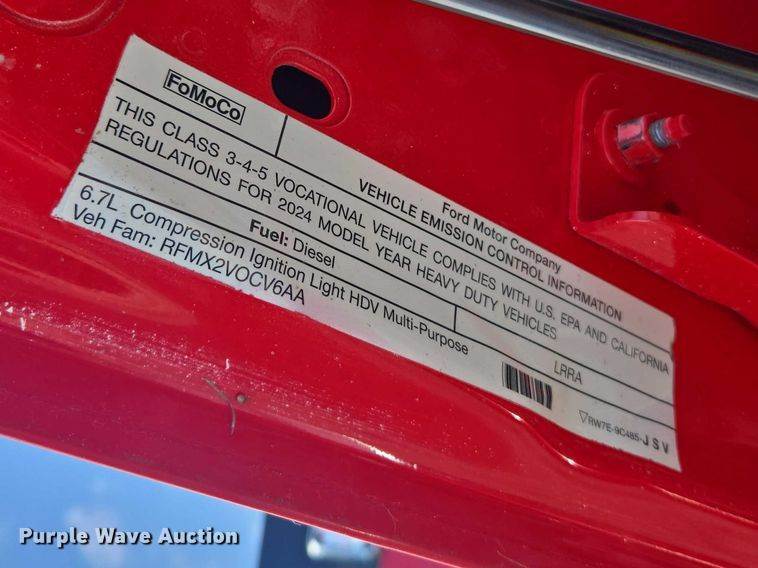 FoMoCo
Ford Motor Company
VEHICLE EMISSION CONTROL INFORMATION
THIS CLASS 3-4-5 VOCATIONAL VEHICLE COMPLIES WITH U.S. EPA AND CALIFORNIA
REGULATIONS FOR 2024 MODEL YEAR HEAVY DUTY VEHICLES
Fuel: Diesel
LRRA
6.7L Compression Ignition Light HDV Multi-Purpose
Veh Fam: RFMX2VOCV6AA
RW7E-9C485-JSV
Purple Wave Auction